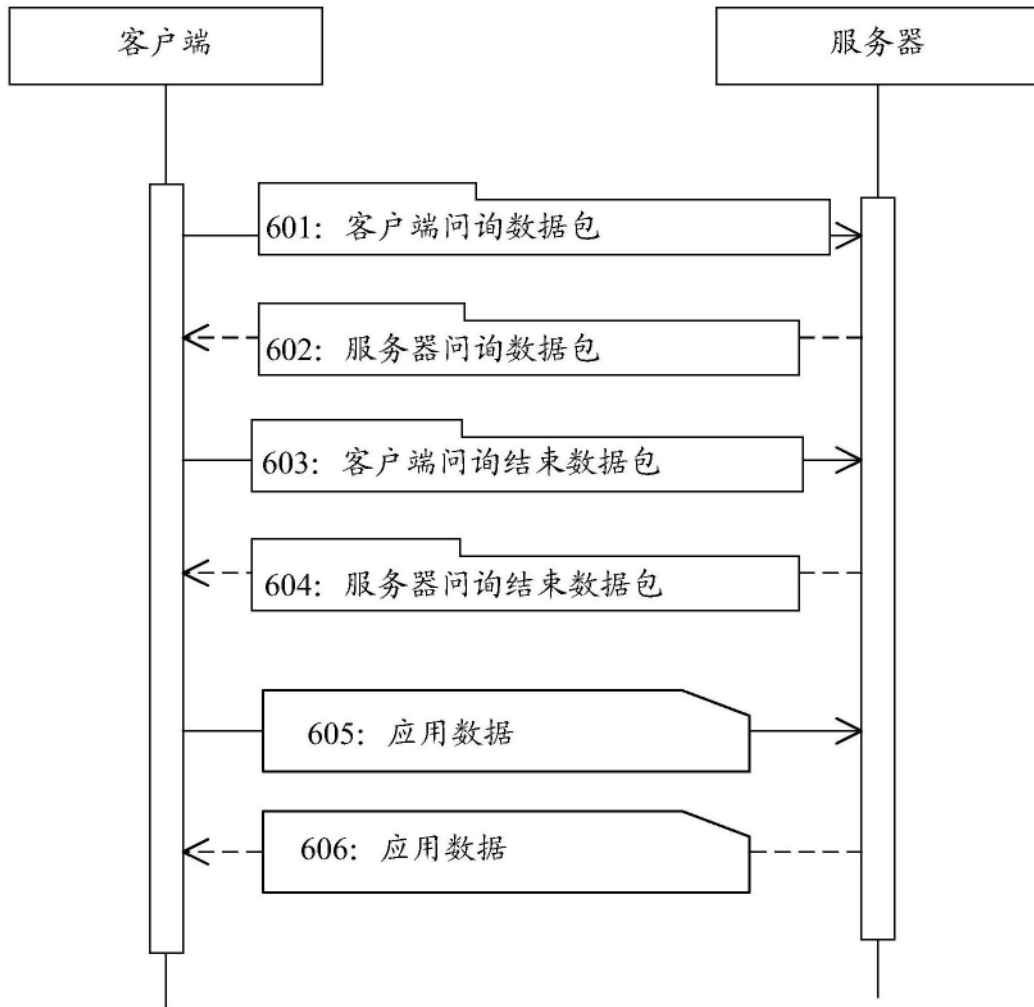 客户端
服务器
601: 客户端问询数据包
602: 服务器问询数据包
603: 客户端问询结束数据包
604: 服务器问询结束数据包
605: 应用数据
606: 应用数据